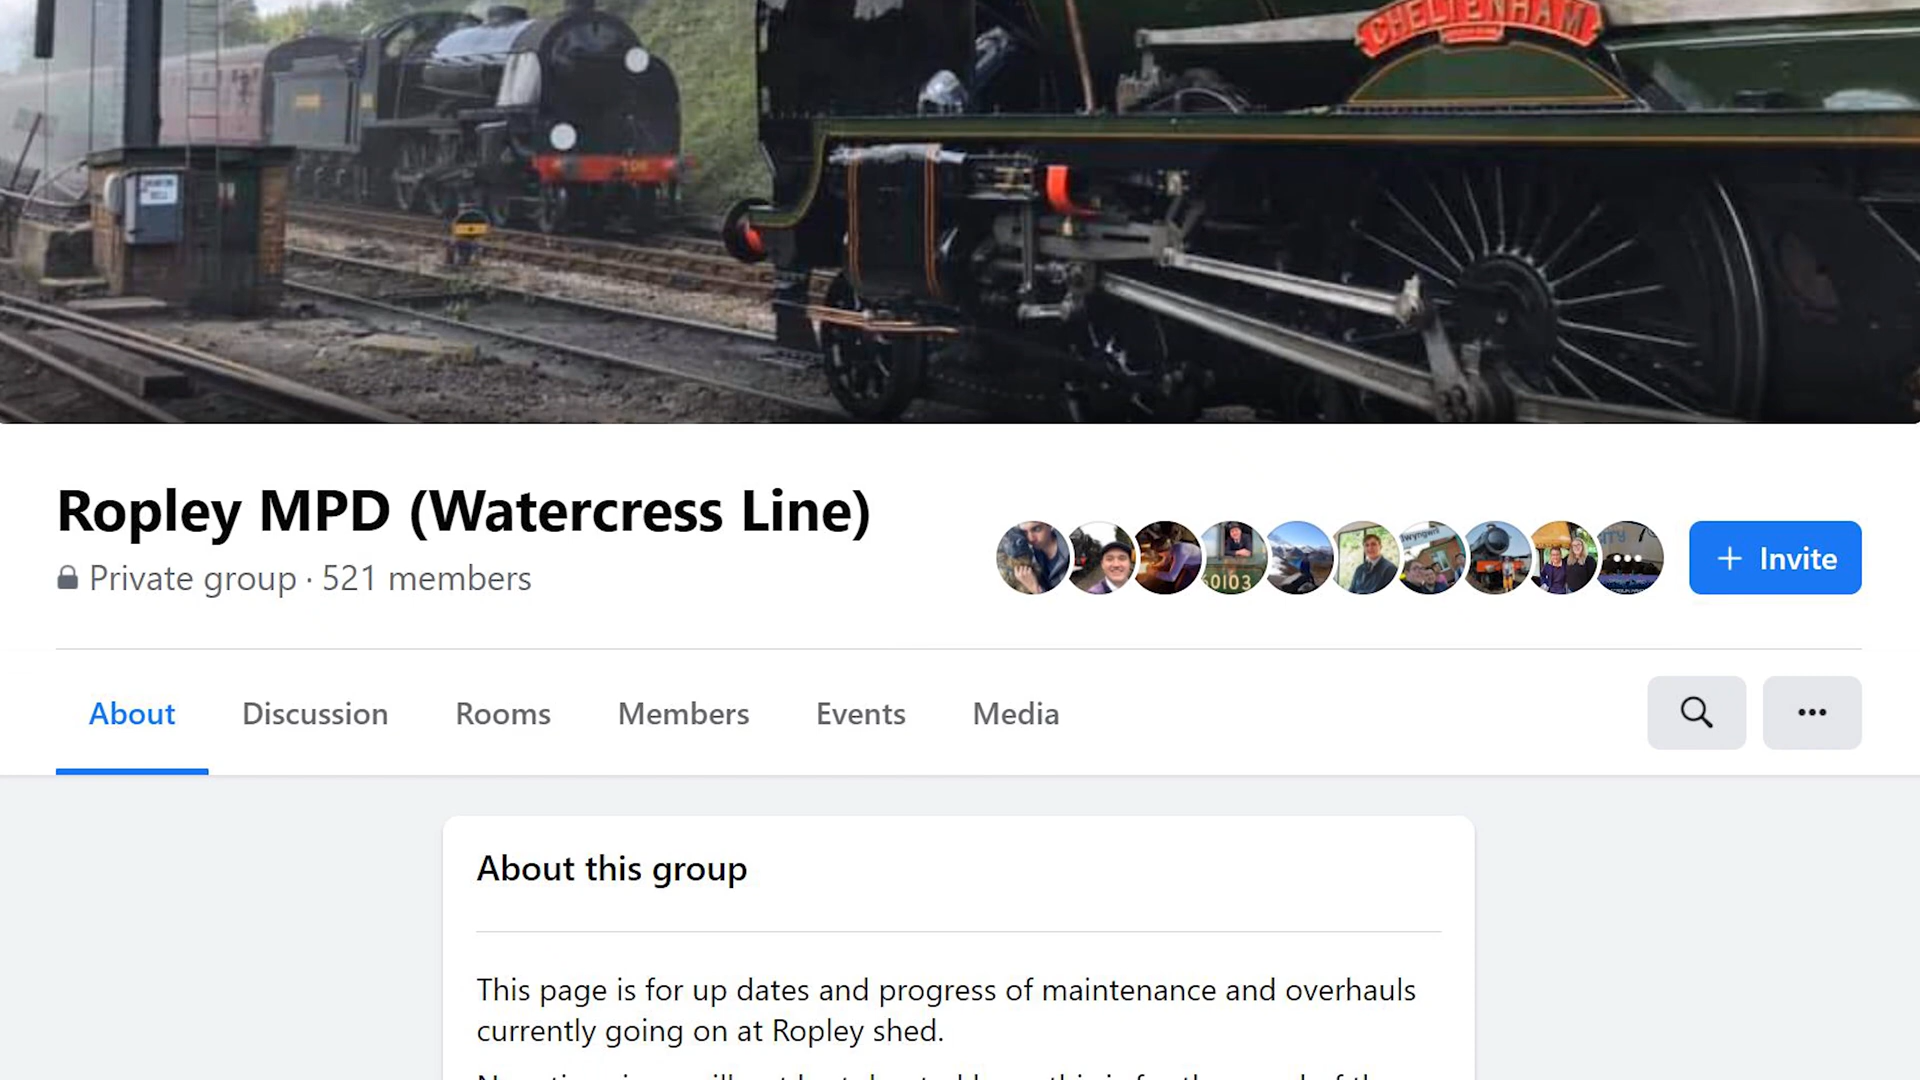 CHELTENHAM
Ropley MPD (Watercress Line)
Private group · 521 members
60103
+ Invite
About
Discussion
Rooms
Members
Events
Media
About this group
This page is for up dates and progress of maintenance and overhauls
currently going on at Ropley shed.